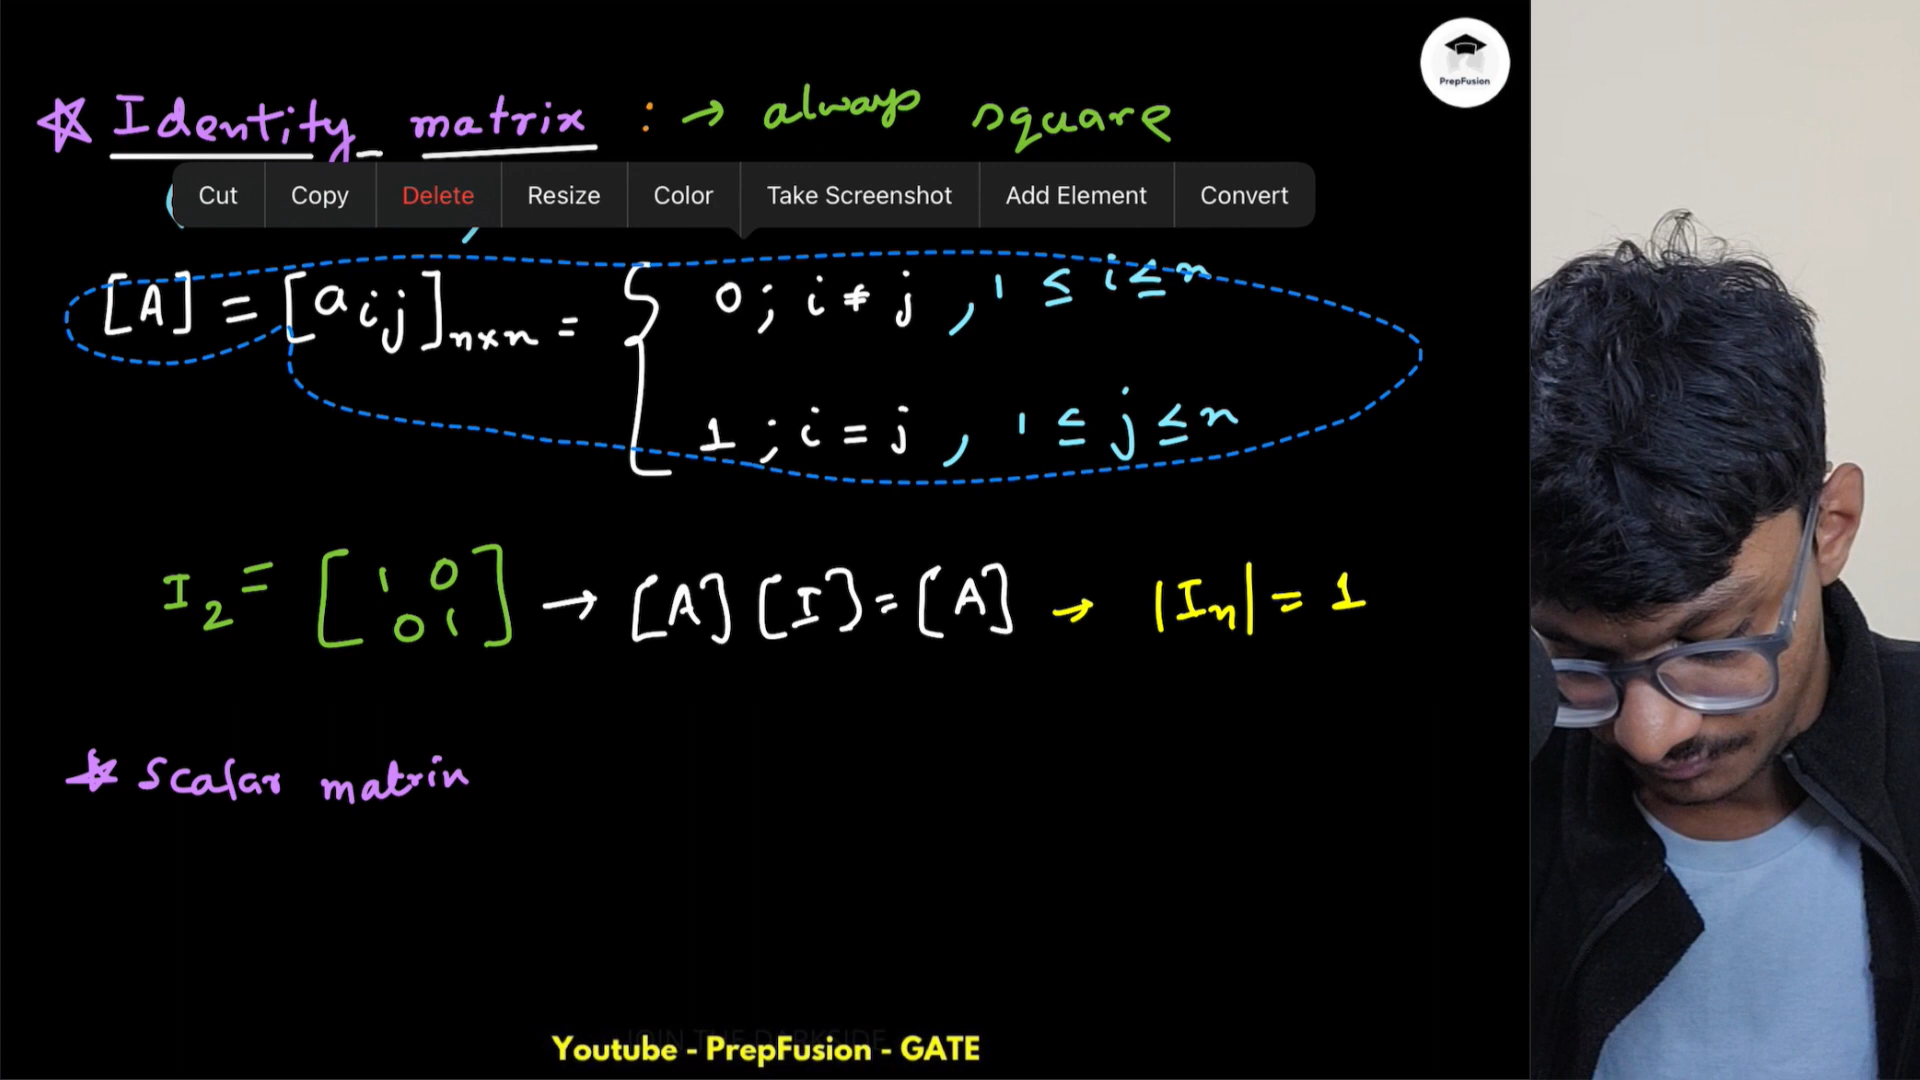 PrepFusion
☆ Identity matrix : → always square
Cut Copy Delete Resize Color Take Screenshot Add Element Convert
[A] = [aij]n×n = { 0 ; i ≠ j , 1 ≤ i ≤ n
1 ; i = j , 1 ≤ j ≤ n
I2 = [ 1 0
0 1 ] → [A] [I] = [A] → |In| = 1
☆ Scalar matrix
Youtube - PrepFusion - GATE